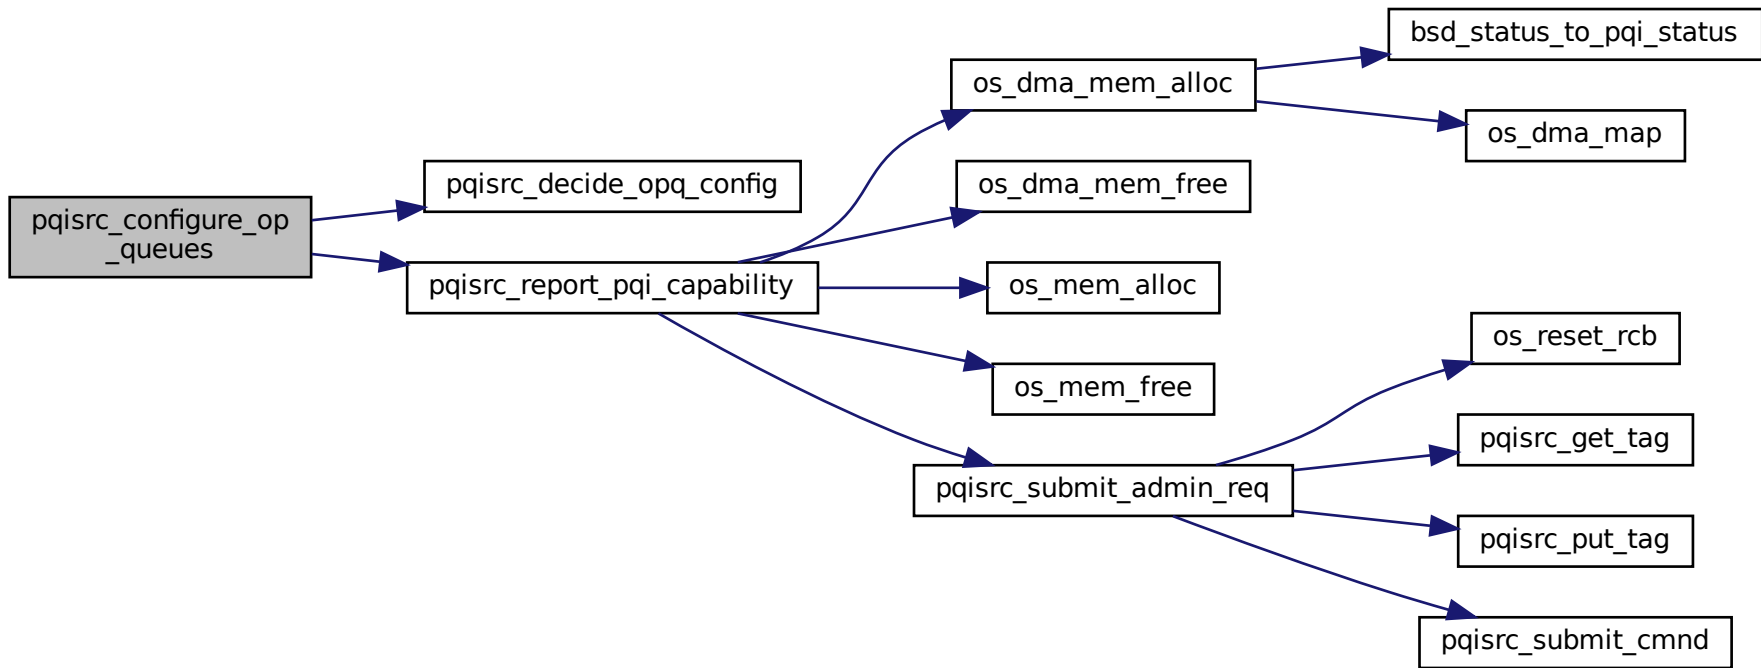 pqisrc_configure_op
_queues
pqisrc_decide_opq_config
pqisrc_report_pqi_capability
os_dma_mem_alloc
os_dma_mem_free
os_mem_alloc
os_mem_free
pqisrc_submit_admin_req
bsd_status_to_pqi_status
os_dma_map
os_reset_rcb
pqisrc_get_tag
pqisrc_put_tag
pqisrc_submit_cmnd